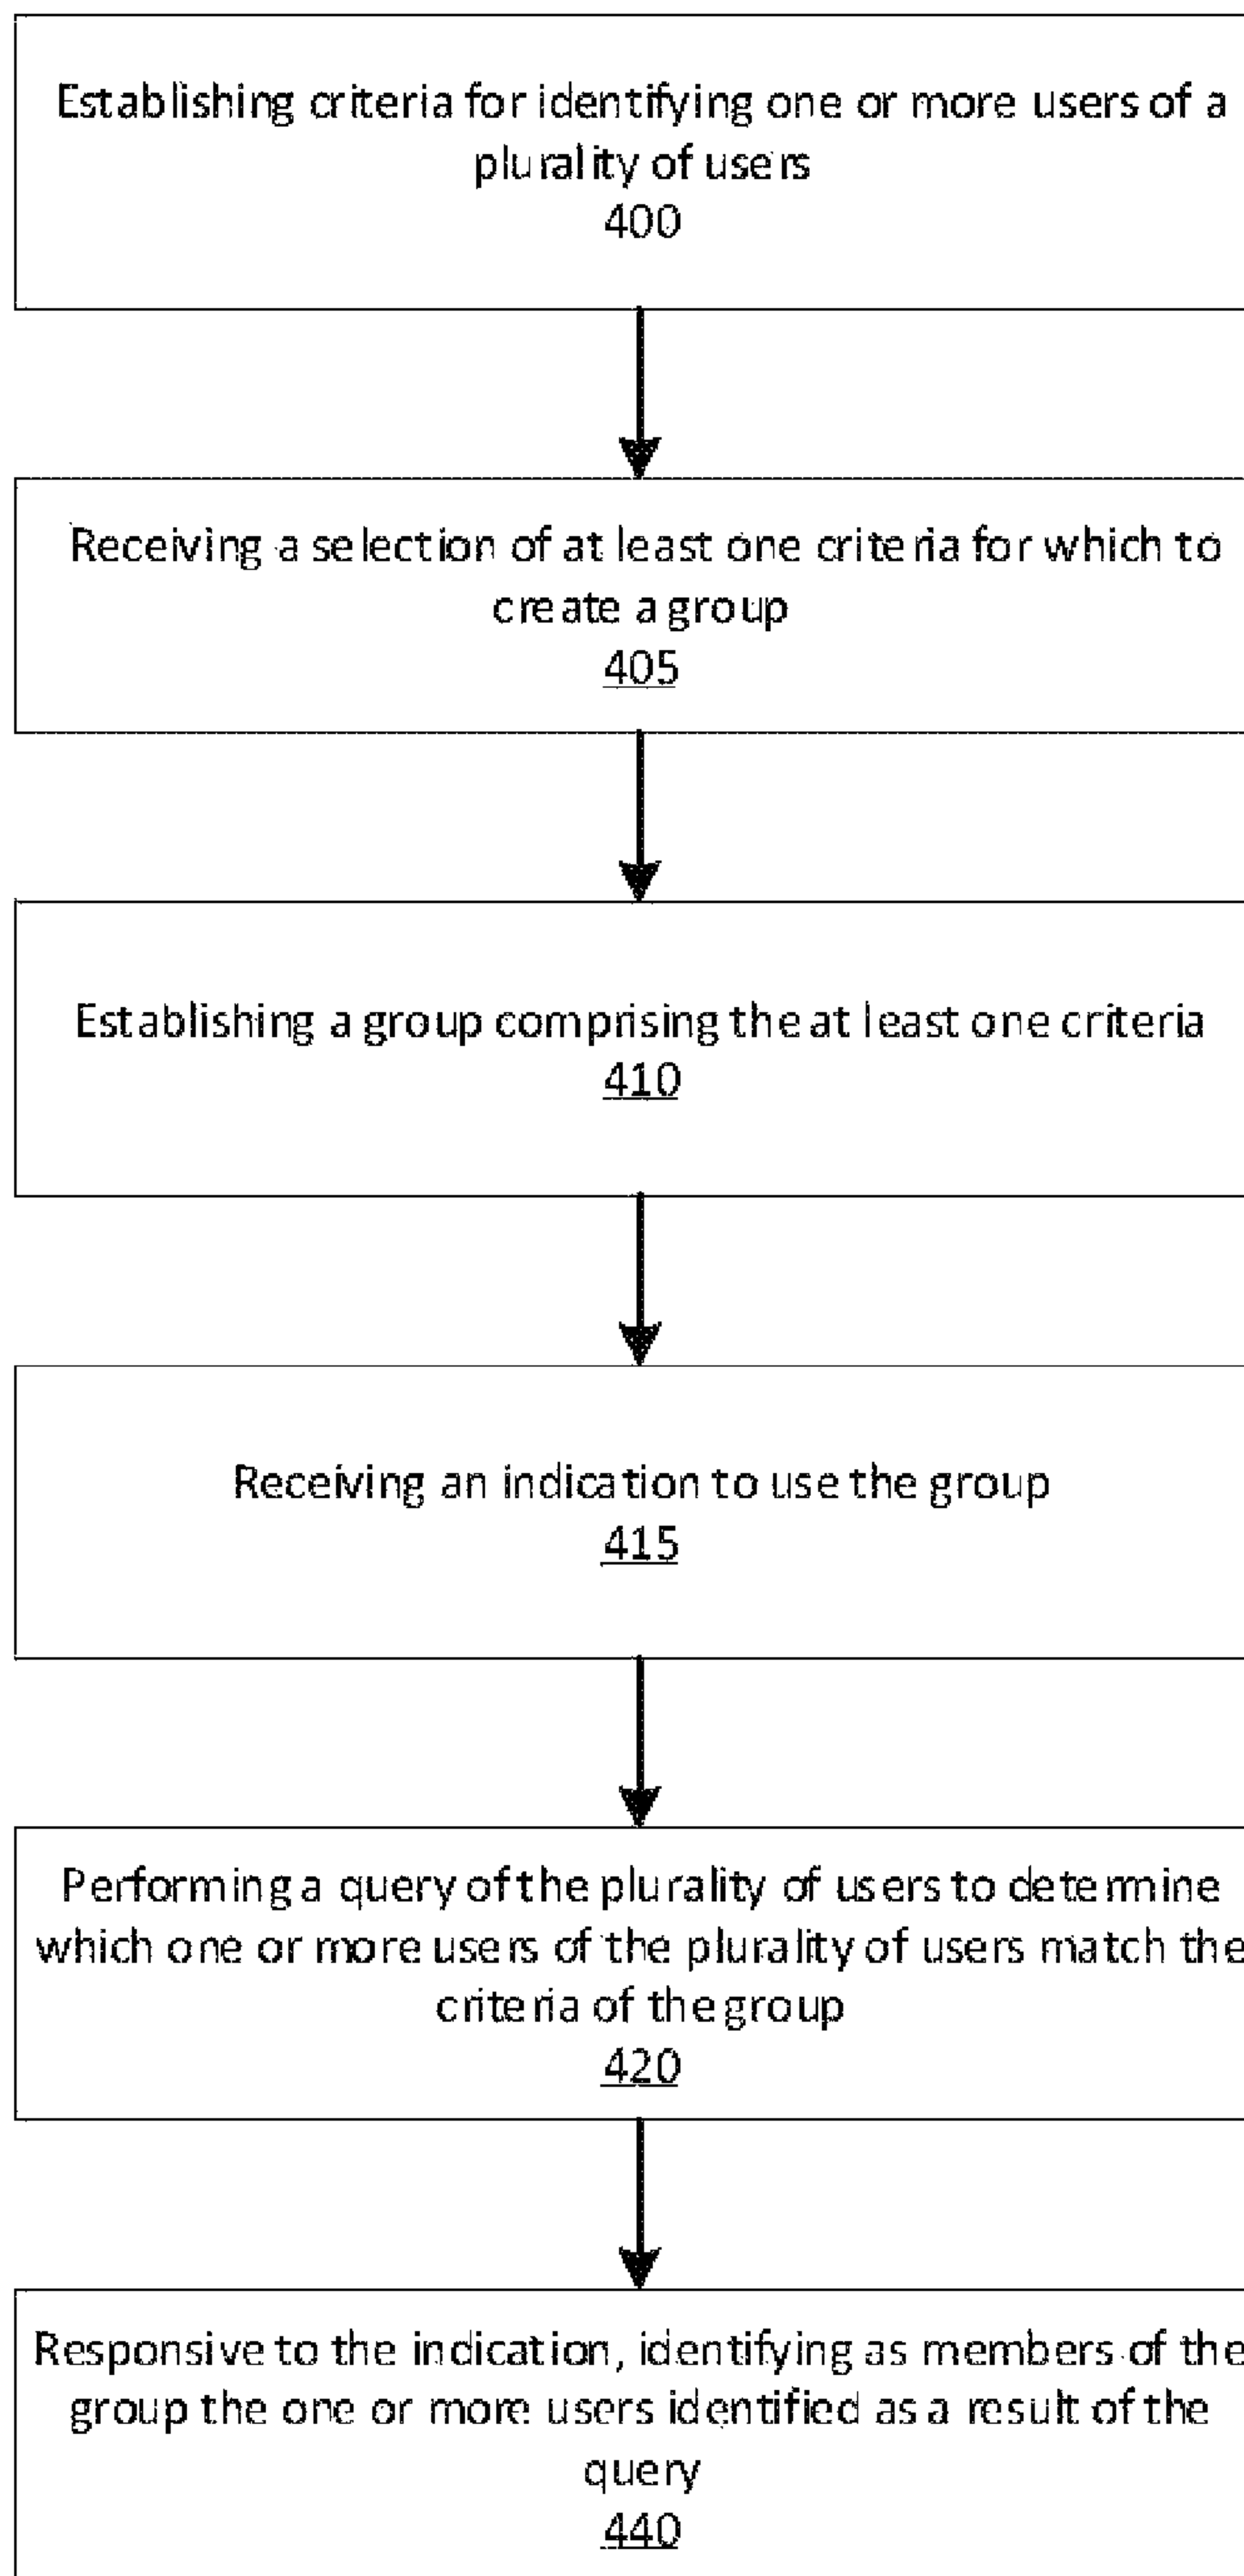 Establishing criteria for identifying one or more users of a
plurality of users
400
Receiving a selection of at least one criteria for which to
create a group
405
Establishing a group comprising the at least one criteria
410
Receiving an indication to use the group
415
Performing a query of the plurality of users to determine
which one or more users of the plurality of users match the
criteria of the group
420
Responsive to the indication, identifying as members of the
group the one or more users identified as a result of the
query
440